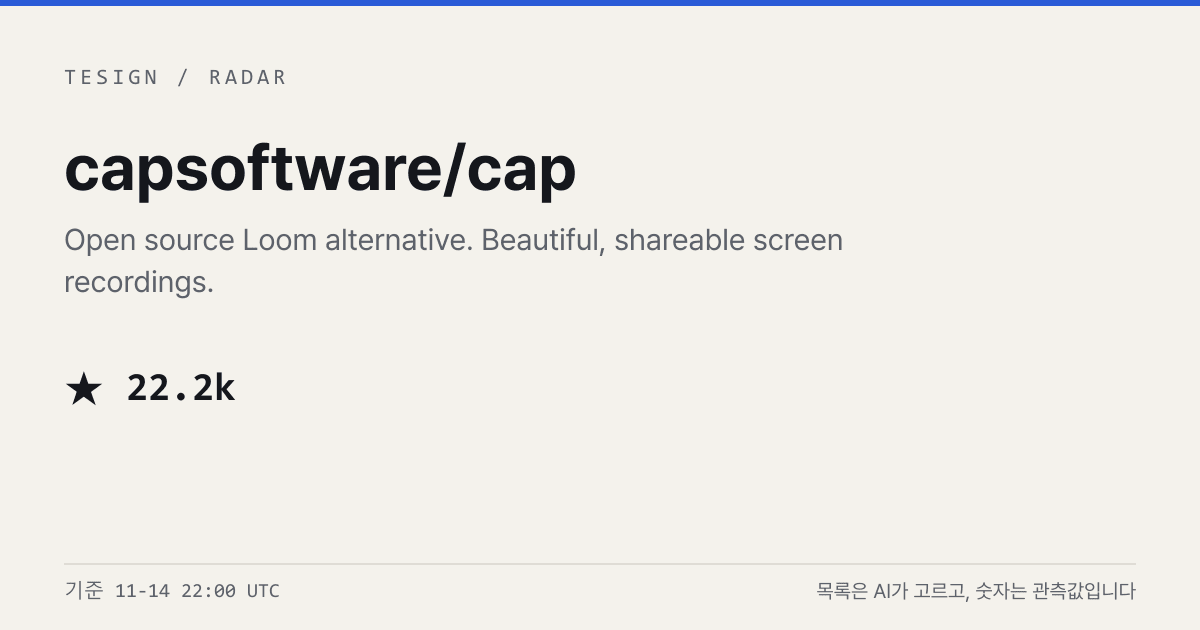 TESIGN / RADAR
capsoftware/cap
Open source Loom alternative. Beautiful, shareable screen
recordings.
★ 22.2k
기준 11-14 22:00 UTC
목록은 AI가 고르고, 숫자는 관측값입니다